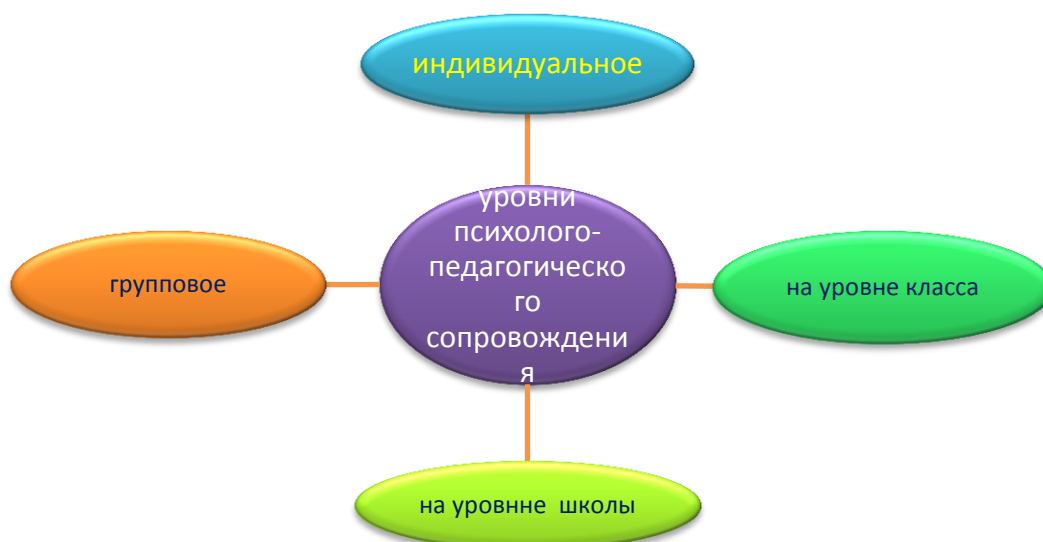 индивидуальное
уровни
психолого-
педагогическо
го
сопровождени
я
групповое
на уровне класса
на уровнне школы